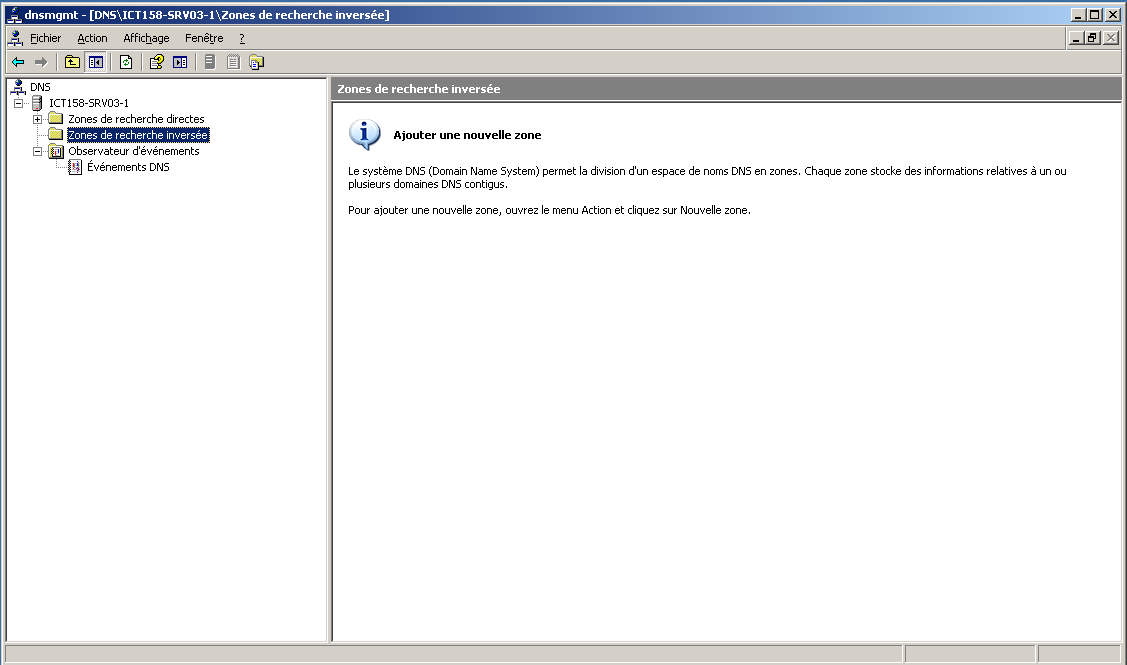 dnsmgmt - [DNS\ICT158-SRV03-1\Zones de recherche inversée]
Fichier Action Affichage Fenêtre ?
DNS
ICT158-SRV03-1
Zones de recherche directes
Zones de recherche inversée
Observateur d'événements
Événements DNS
Zones de recherche inversée
Ajouter une nouvelle zone
Le système DNS (Domain Name System) permet la division d'un espace de noms DNS en zones. Chaque zone stocke des informations relatives à un ou
plusieurs domaines DNS contigus.
Pour ajouter une nouvelle zone, ouvrez le menu Action et cliquez sur Nouvelle zone.